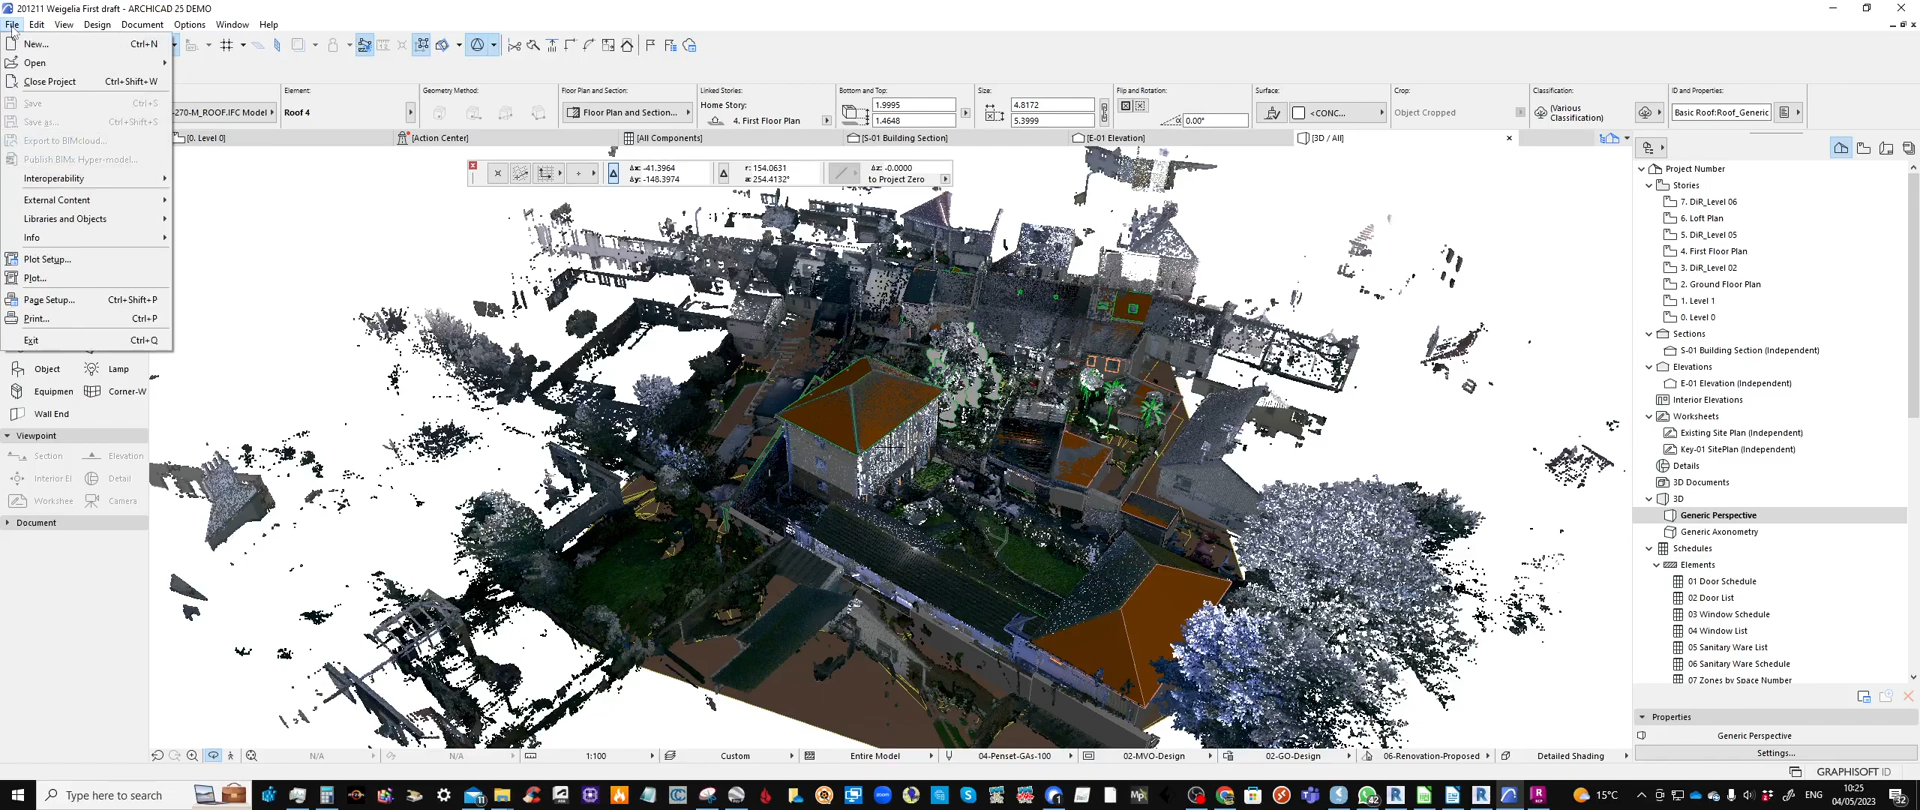 201211 Weigelia First draft - ARCHICAD 25 DEMO
File Edit View Design Document Options Window Help
New... Ctrl+N
Open
Close Project Ctrl+Shift+W
Save Ctrl+S
Save as... Ctrl+Shift+S
Export to BIMcloud...
Publish BIMx Hyper-model...
Interoperability
External Content
Libraries and Objects
Info
Plot Setup...
Plot...
Page Setup... Ctrl+Shift+P
Print... Ctrl+P
Exit Ctrl+Q
Object Lamp
Equipmen Corner-W
Wall End
Viewpoint
Section Elevation
Interior El Detail
Workshee Camera
Document
-270-M_ROOF.IFC Model
Element:
Roof 4
Geometry Method:
Floor Plan and Section:
Floor Plan and Section...
Linked Stories:
Home Story:
4. First Floor Plan
Bottom and Top:
1.9995
1.4648
Size:
4.8172
5.3999
Flip and Rotation:
0.00°
Surface:
<CONC...
Crop:
Object Cropped
Classification:
(Various Classification)
ID and Properties:
Basic Roof:Roof_Generic
[0. Level 0] [Action Center] [All Components] [S-01 Building Section] [E-01 Elevation] [3D / All]
Δx: -41.3964
Δy: -148.3974
r: 154.0631
a: 254.4132°
Δz: -0.0000
to Project Zero
Project Number
Stories
7. DiR_Level 06
6. Loft Plan
5. DiR_Level 05
4. First Floor Plan
3. DiR_Level 02
2. Ground Floor Plan
1. Level 1
0. Level 0
Sections
S-01 Building Section (Independent)
Elevations
E-01 Elevation (Independent)
Interior Elevations
Worksheets
Existing Site Plan (Independent)
Key-01 SitePlan (Independent)
Details
3D Documents
3D
Generic Perspective
Generic Axonometry
Schedules
Elements
01 Door Schedule
02 Door List
03 Window Schedule
04 Window List
05 Sanitary Ware List
06 Sanitary Ware Schedule
07 Zones by Space Number
Properties
Generic Perspective
Settings...
N/A N/A 1:100 Custom Entire Model 04-Penset-GAs-100 02-MVO-Design 02-GO-Design 06-Renovation-Proposed Detailed Shading
GRAPHISOFT ID
Type here to search
15°C
ENG
10:25
04/05/2023
32